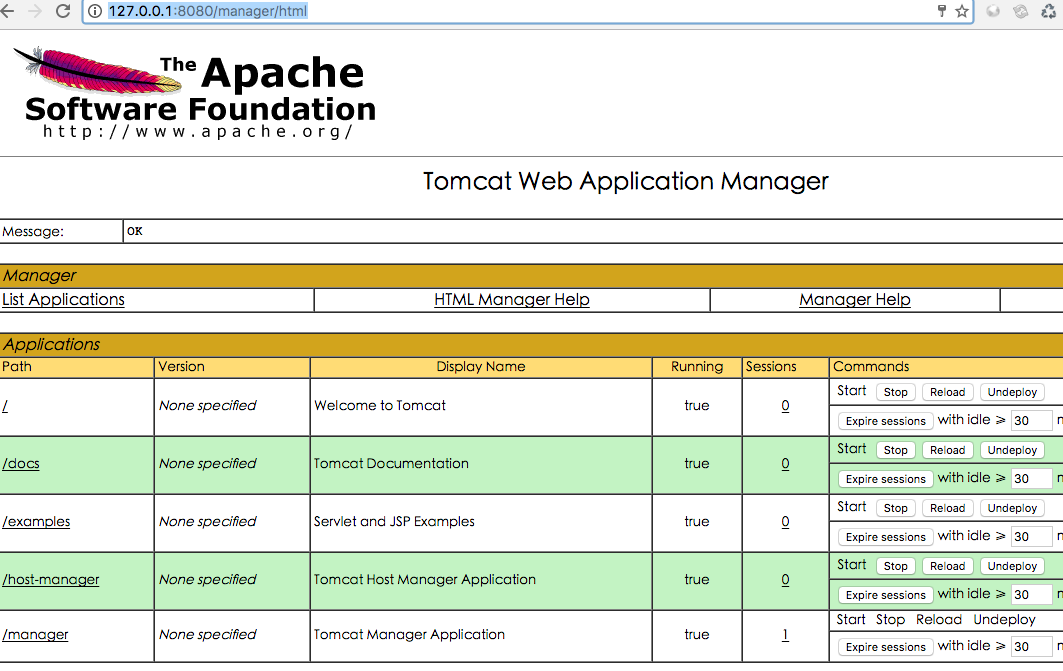 127.0.0.1:8080/manager/html
The Apache
Software Foundation
http://www.apache.org/
Tomcat Web Application Manager
Message: OK
Manager
List Applications HTML Manager Help Manager Help
Applications
Path Version Display Name Running Sessions Commands
/ None specified Welcome to Tomcat true 0 Start Stop Reload Undeploy
Expire sessions with idle ≥ 30
/docs None specified Tomcat Documentation true 0 Start Stop Reload Undeploy
Expire sessions with idle ≥ 30
/examples None specified Servlet and JSP Examples true 0 Start Stop Reload Undeploy
Expire sessions with idle ≥ 30
/host-manager None specified Tomcat Host Manager Application true 0 Start Stop Reload Undeploy
Expire sessions with idle ≥ 30
/manager None specified Tomcat Manager Application true 1 Start Stop Reload Undeploy
Expire sessions with idle ≥ 30